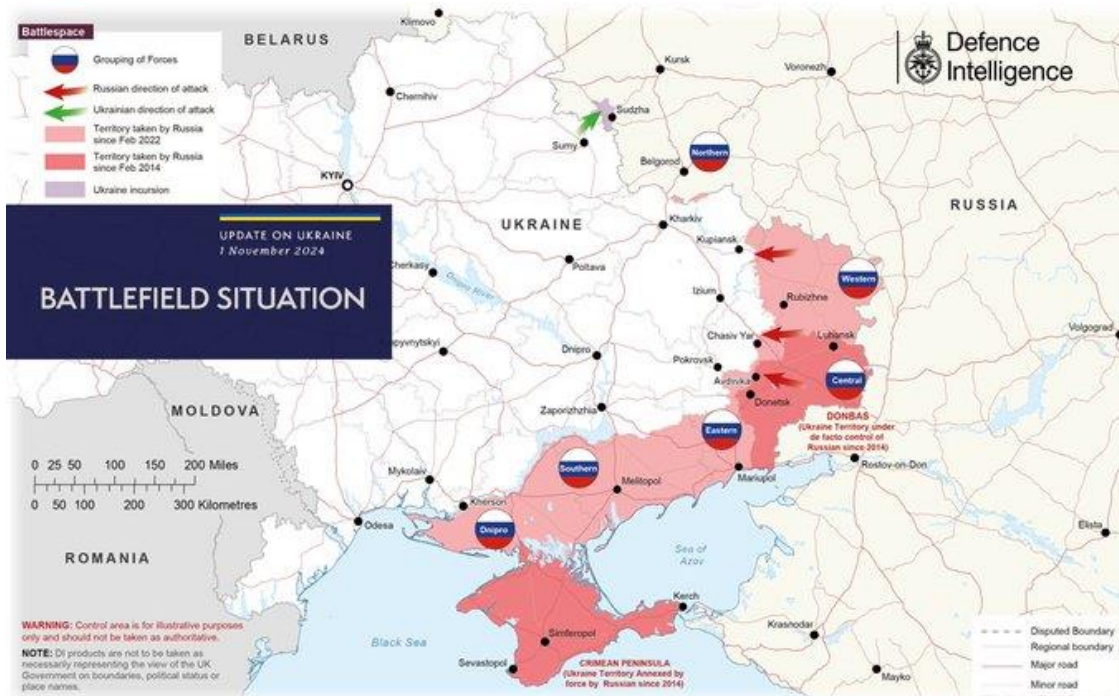 Battlespace
Grouping of Forces
Russian direction of attack
Ukrainian direction of attack
Territory taken by Russia
since Feb 2022
Territory taken by Russia
since Feb 2014
Ukraine incursion
UPDATE ON UKRAINE
1 November 2024
BATTLEFIELD SITUATION
Defence
Intelligence
BELARUS
Klimovo
Chernihiv
KYIV
Kursk
Voronezh
Sudzha
Sumy
Northern
Belgorod
RUSSIA
UKRAINE
Kharkiv
Kupiansk
Cherkasy
Dnipro River
Poltava
Western
Izium
Rubizhne
Volgograd
Chasiv Yar
Luhansk
opyvnytskyi
Dnipro
Pokrovsk
Avdiivka
Central
Donetsk
MOLDOVA
Zaporizhzhia
DONBAS
(Ukraine Territory under
de facto control of
Russian since 2014)
Eastern
Rostov-on-Don
0 25 50 100 150 200 Miles
0 50 100 200 300 Kilometres
Southern
Mariupol
Mykolaiv
Melitopol
Kherson
Odesa
Dnipro
Elista
ROMANIA
Sea of
Azov
Kerch
Krasnodar
Black Sea
Simferopol
Sevastopol
Mayko
CRIMEAN PENINSULA
(Ukraine Territory Annexed by
force by Russian since 2014)
WARNING: Control area is for illustrative purposes
only and should not be taken as authoritative.
NOTE: DI products are not to be taken as
necessarily representing the view of the UK
Government on boundaries, political status or
place names.
Disputed Boundary
Regional boundary
Major road
Minor road